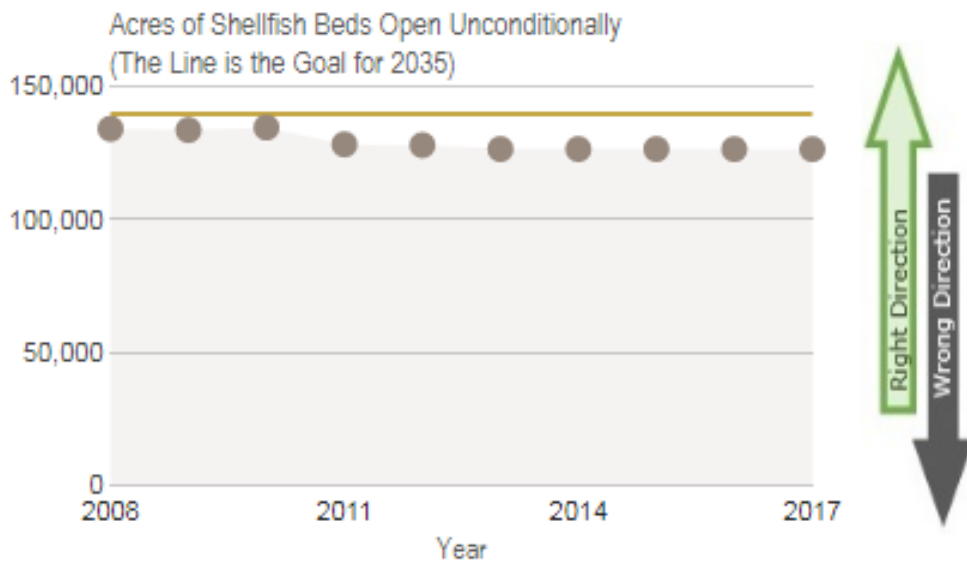 Acres of Shellfish Beds Open Unconditionally
(The Line is the Goal for 2035)
150,000
100,000
50,000
0
2008
2011
2014
2017
Year
Right Direction
Wrong Direction